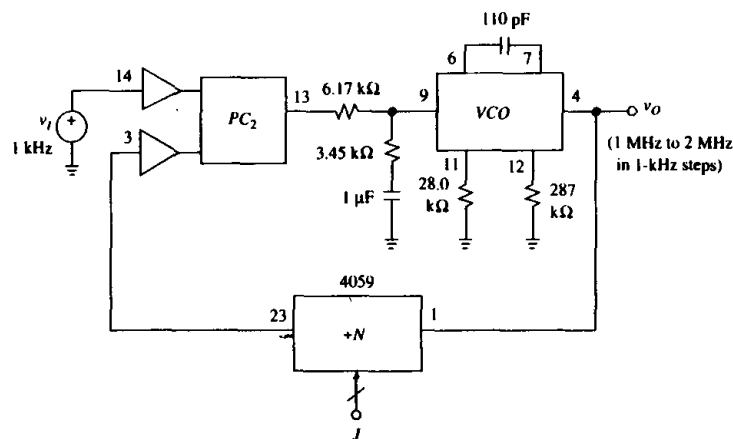 110 pF
6
7
14
v_I
1 kHz
3
PC₂
13
6.17 kΩ
9
VCO
4
v_O
(1 MHz to 2 MHz
in 1-kHz steps)
3.45 kΩ
1 µF
11
28.0
kΩ
12
287
kΩ
4059
23
÷N
1